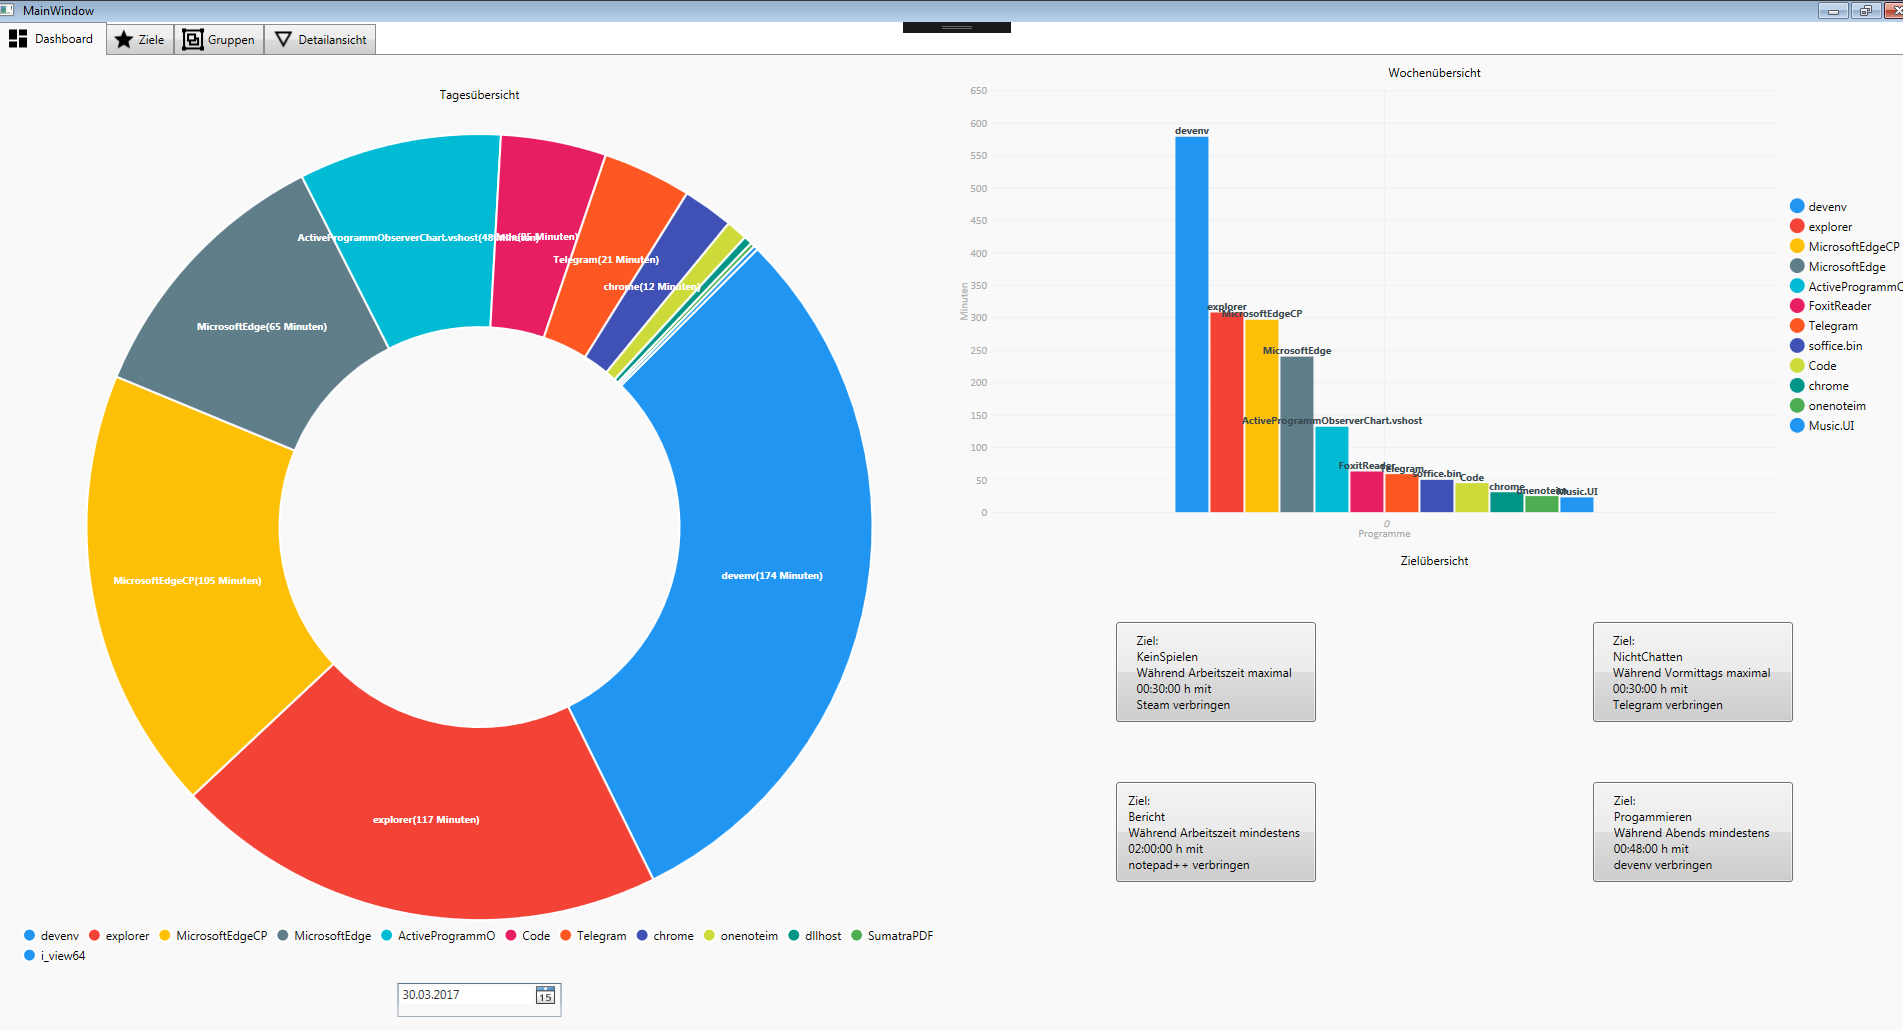 MainWindow
Dashboard
Ziele
Gruppen
Detailansicht
Tagesübersicht
ActiveProgrammObserverChart.vshost(48 Minuten)
Telegram(21 Minuten)
chrome(12 Minuten)
MicrosoftEdge(65 Minuten)
devenv(174 Minuten)
MicrosoftEdgeCP(105 Minuten)
explorer(117 Minuten)
devenv
explorer
MicrosoftEdgeCP
MicrosoftEdge
ActiveProgrammO
Code
Telegram
chrome
onenoteim
dllhost
SumatraPDF
i_view64
30.03.2017
15
Wochenübersicht
650
600
550
500
450
400
350
300
250
200
150
100
50
0
Minuten
devenv
explorer
MicrosoftEdgeCP
MicrosoftEdge
ActiveProgrammObserverChart.vshost
FoxitReader
Telegram
soffice.bin
Code
chrome
onenoteim
Music.UI
0
Programme
devenv
explorer
MicrosoftEdgeCP
MicrosoftEdge
ActiveProgrammO
FoxitReader
Telegram
soffice.bin
Code
chrome
onenoteim
Music.UI
Zielübersicht
Ziel:
KeinSpielen
Während Arbeitszeit maximal
00:30:00 h mit
Steam verbringen
Ziel:
NichtChatten
Während Vormittags maximal
00:30:00 h mit
Telegram verbringen
Ziel:
Bericht
Während Arbeitszeit mindestens
02:00:00 h mit
notepad++ verbringen
Ziel:
Progammieren
Während Abends mindestens
00:48:00 h mit
devenv verbringen